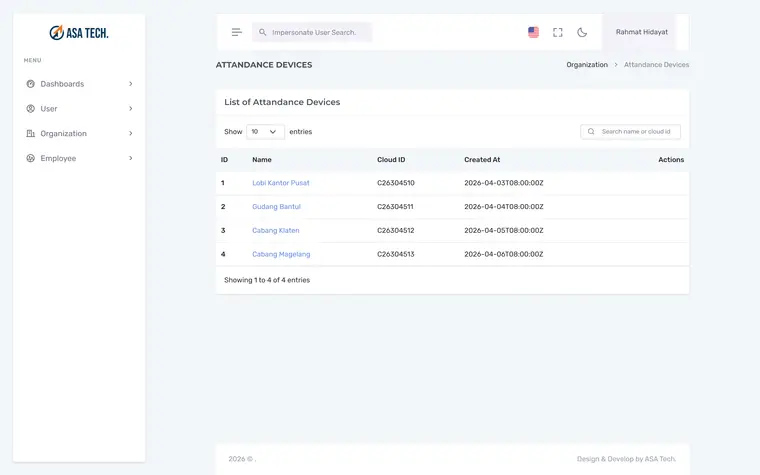 ASA TECH.
MENU
Dashboards
User
Organization
Employee
Impersonate User Search.
Rahmat Hidayat
ATTANDANCE DEVICES
Organization > Attandance Devices
List of Attandance Devices
Show 10 entries
Search name or cloud id
ID Name Cloud ID Created At Actions
1 Lobi Kantor Pusat C26304510 2026-04-03T08:00:00Z
2 Gudang Bantul C26304511 2026-04-04T08:00:00Z
3 Cabang Klaten C26304512 2026-04-05T08:00:00Z
4 Cabang Magelang C26304513 2026-04-06T08:00:00Z
Showing 1 to 4 of 4 entries
2026 © .
Design & Develop by ASA Tech.